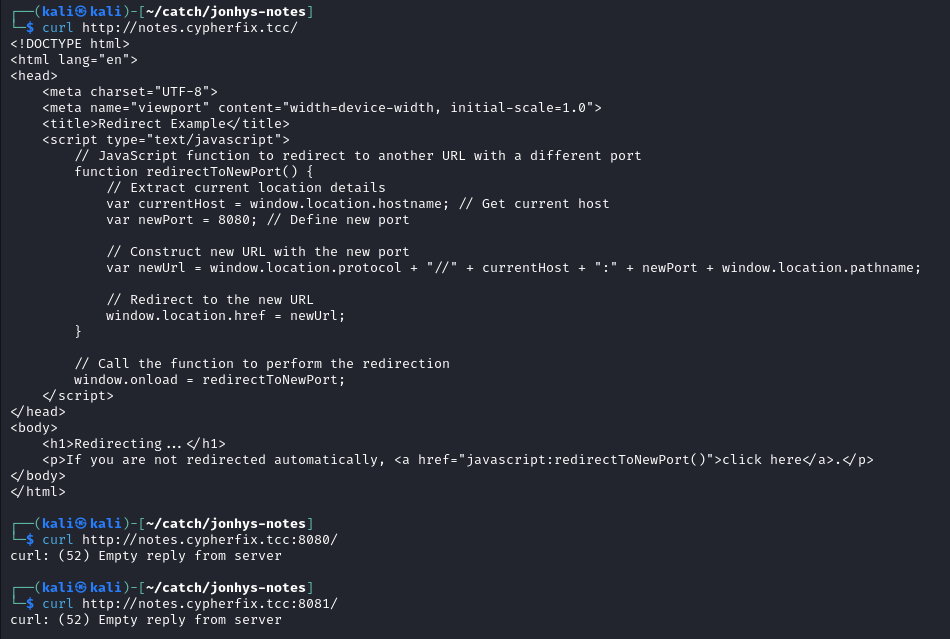 ┌──(kali㉿kali)-[~/catch/jonhys-notes]
└─$ curl http://notes.cypherfix.tcc/
<!DOCTYPE html>
<html lang="en">
<head>
    <meta charset="UTF-8">
    <meta name="viewport" content="width=device-width, initial-scale=1.0">
    <title>Redirect Example</title>
    <script type="text/javascript">
        // JavaScript function to redirect to another URL with a different port
        function redirectToNewPort() {
            // Extract current location details
            var currentHost = window.location.hostname; // Get current host
            var newPort = 8080; // Define new port

            // Construct new URL with the new port
            var newUrl = window.location.protocol + "//" + currentHost + ":" + newPort + window.location.pathname;

            // Redirect to the new URL
            window.location.href = newUrl;
        }

        // Call the function to perform the redirection
        window.onload = redirectToNewPort;
    </script>
</head>
<body>
    <h1>Redirecting...</h1>
    <p>If you are not redirected automatically, <a href="javascript:redirectToNewPort()">click here</a>.</p>
</body>
</html>

┌──(kali㉿kali)-[~/catch/jonhys-notes]
└─$ curl http://notes.cypherfix.tcc:8080/
curl: (52) Empty reply from server

┌──(kali㉿kali)-[~/catch/jonhys-notes]
└─$ curl http://notes.cypherfix.tcc:8081/
curl: (52) Empty reply from server